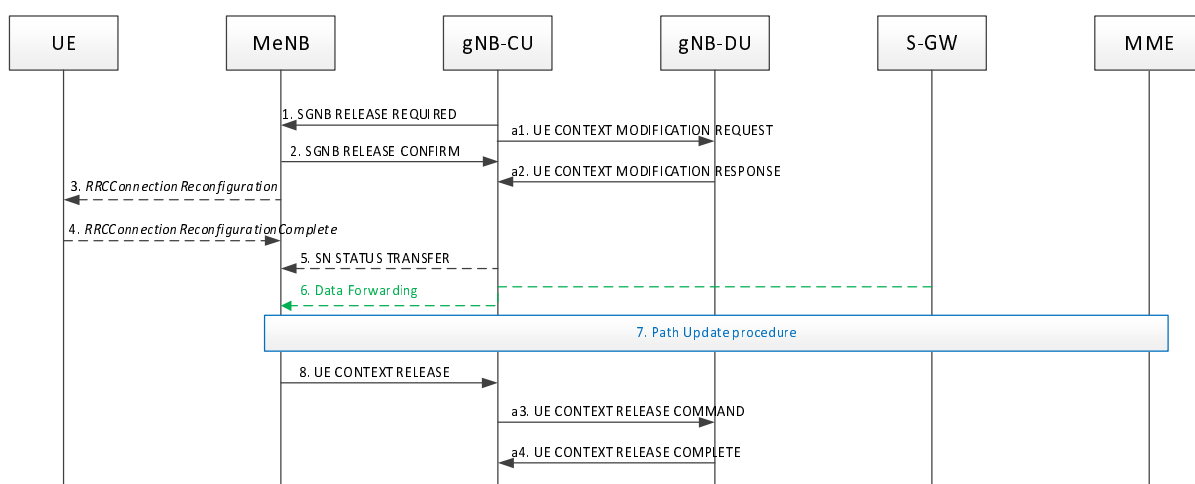 UE
MeNB
gNB-CU
gNB-DU
S-GW
MME
1. SGNB RELEASE REQUIRED
a1. UE CONTEXT MODIFICATION REQUEST
2. SGNB RELEASE CONFIRM
a2. UE CONTEXT MODIFICATION RESPONSE
3. RRCConnectionReconfiguration
4. RRCConnectionReconfigurationComplete
5. SN STATUS TRANSFER
6. Data Forwarding
7. Path Update procedure
8. UE CONTEXT RELEASE
a3. UE CONTEXT RELEASE COMMAND
a4. UE CONTEXT RELEASE COMPLETE